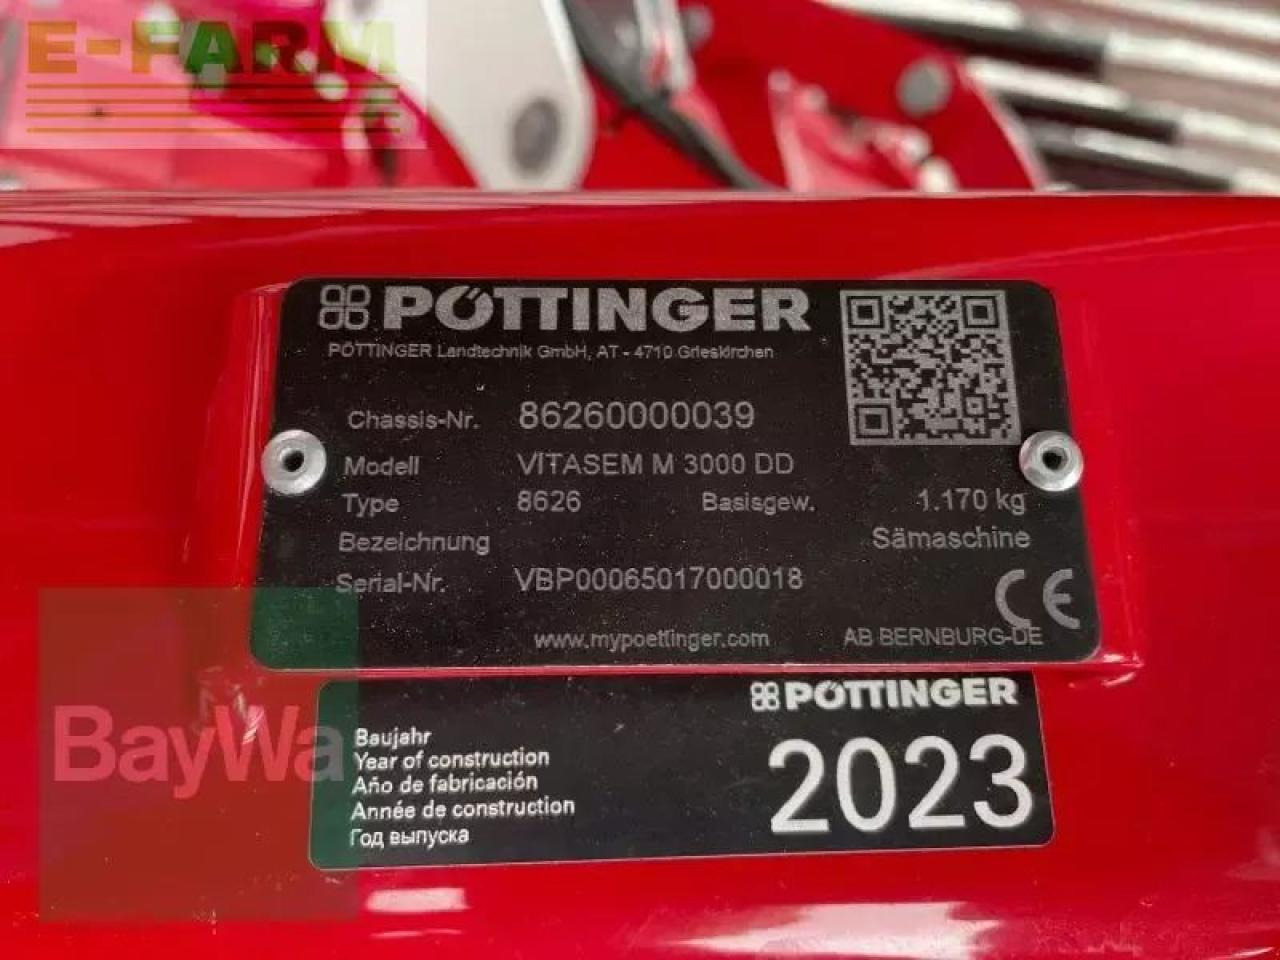 E-FARM
PÖTTINGER
PÖTTINGER Landtechnik GmbH, AT - 4710 Grieskirchen
Chassis-Nr. 86260000039
Modell VITASEM M 3000 DD
Type 8626 Basisgew. 1.170 kg
Bezeichnung Sämaschine
Serial-Nr. VBP00065017000018
CE
www.mypoettinger.com AB BERNBURG-DE
PÖTTINGER
Baujahr
Year of construction
Año de fabricación
Année de construction
Год выпуска
2023
BayWa